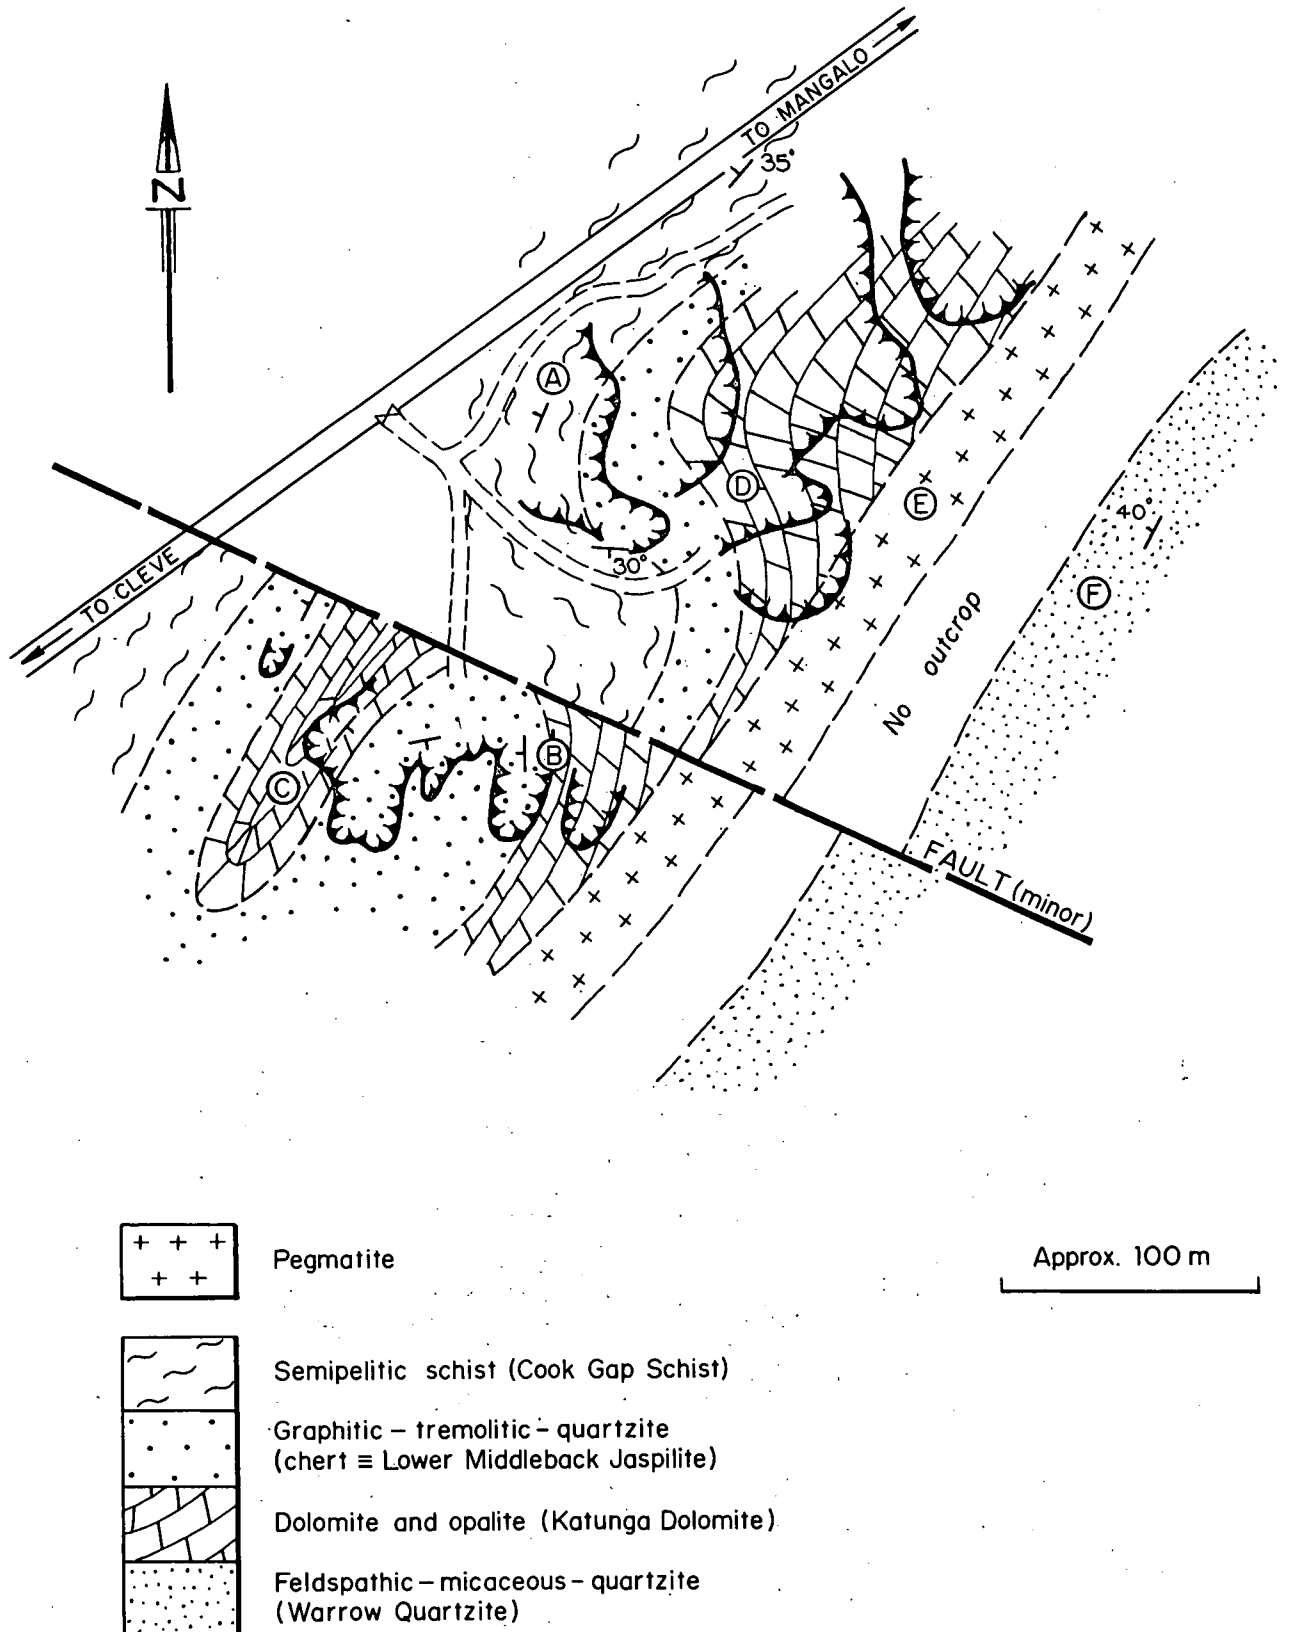 TO MANGALO
35°
N
A
D
E
40°
30°
F
TO CLEVE
No outcrop
B
C
FAULT (minor)
Pegmatite
Approx. 100 m
Semipelitic schist (Cook Gap Schist)
Graphitic - tremolitic - quartzite
(chert ≡ Lower Middleback Jaspilite)
Dolomite and opalite (Katunga Dolomite)
Feldspathic - micaceous - quartzite
(Warrow Quartzite)